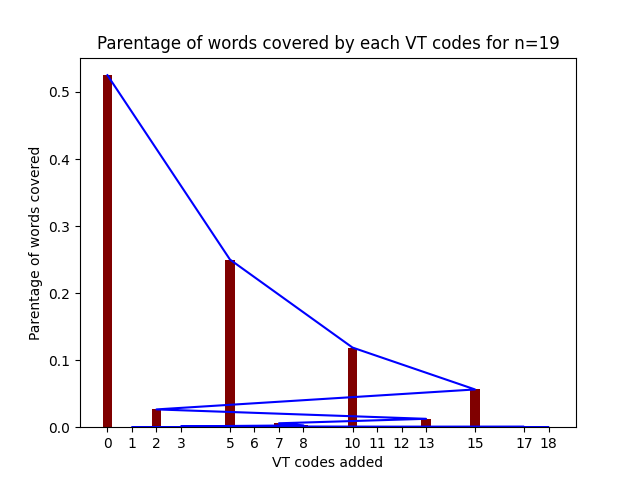 Parentage of words covered by each VT codes for n=19
Parentage of words covered
0.5
0.4
0.3
0.2
0.1
0.0
0 1 2 3 5 6 7 8 10 11 12 13 15 17 18
VT codes added